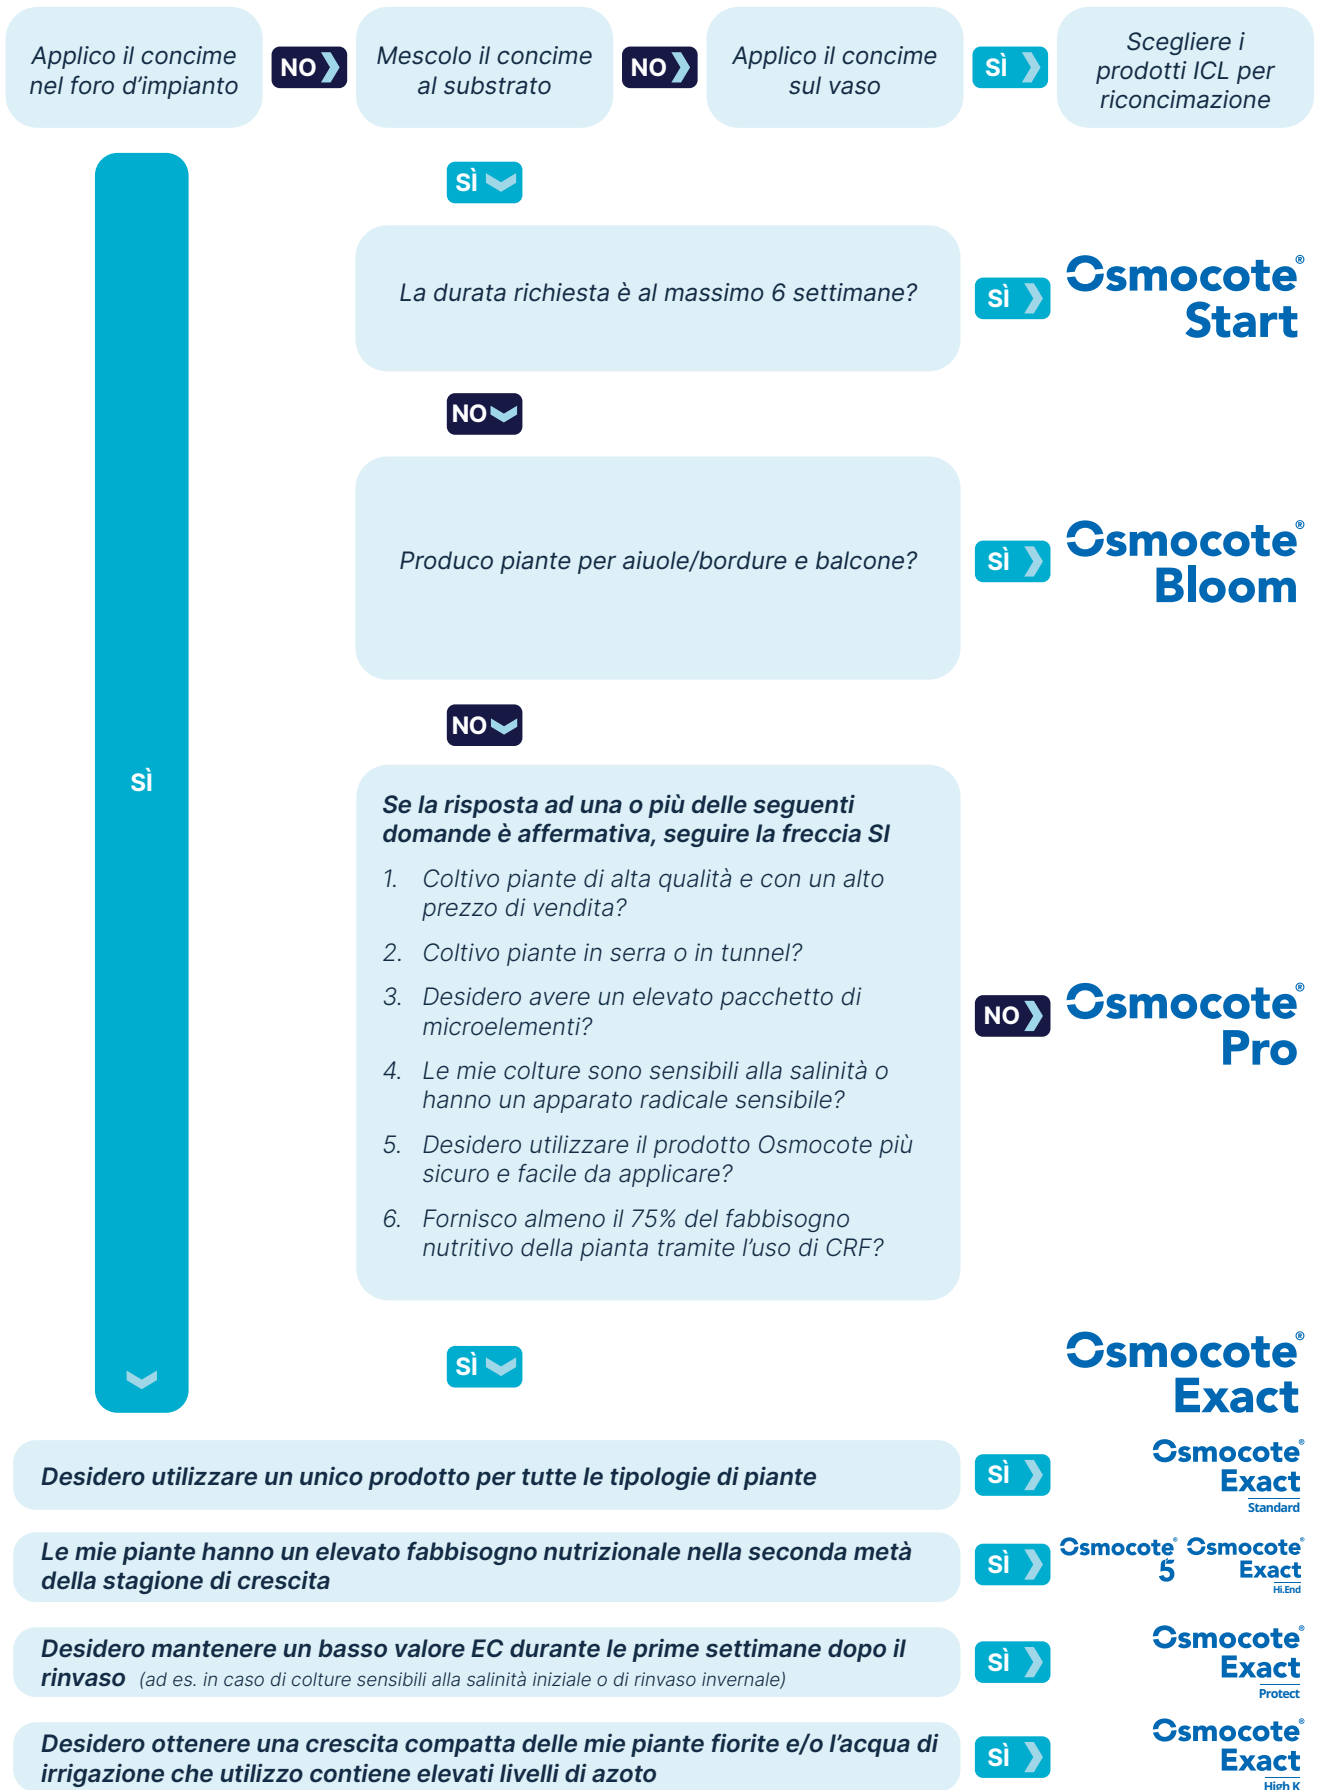 Applico il concime
nel foro d'impianto
NO
Mescolo il concime
al substrato
NO
Applico il concime
sul vaso
SÌ
Scegliere i
prodotti ICL per
riconcimazione
SÌ
La durata richiesta è al massimo 6 settimane?
SÌ
Osmocote®
Start
NO
Produco piante per aiuole/bordure e balcone?
SÌ
Osmocote®
Bloom
NO
SÌ
Se la risposta ad una o più delle seguenti
domande è affermativa, seguire la freccia SI
1. Coltivo piante di alta qualità e con un alto
prezzo di vendita?
2. Coltivo piante in serra o in tunnel?
3. Desidero avere un elevato pacchetto di
microelementi?
4. Le mie colture sono sensibili alla salinità o
hanno un apparato radicale sensibile?
5. Desidero utilizzare il prodotto Osmocote più
sicuro e facile da applicare?
6. Fornisco almeno il 75% del fabbisogno
nutritivo della pianta tramite l'uso di CRF?
NO
Osmocote®
Pro
SÌ
Osmocote®
Exact
Desidero utilizzare un unico prodotto per tutte le tipologie di piante
SÌ
Osmocote®
Exact
Standard
Le mie piante hanno un elevato fabbisogno nutrizionale nella seconda metà
della stagione di crescita
SÌ
Osmocote®
5
Osmocote®
Exact
Hi.End
Desidero mantenere un basso valore EC durante le prime settimane dopo il
rinvaso (ad es. in caso di colture sensibili alla salinità iniziale o di rinvaso invernale)
SÌ
Osmocote®
Exact
Protect
Desidero ottenere una crescita compatta delle mie piante fiorite e/o l'acqua di
irrigazione che utilizzo contiene elevati livelli di azoto
SÌ
Osmocote®
Exact
High K